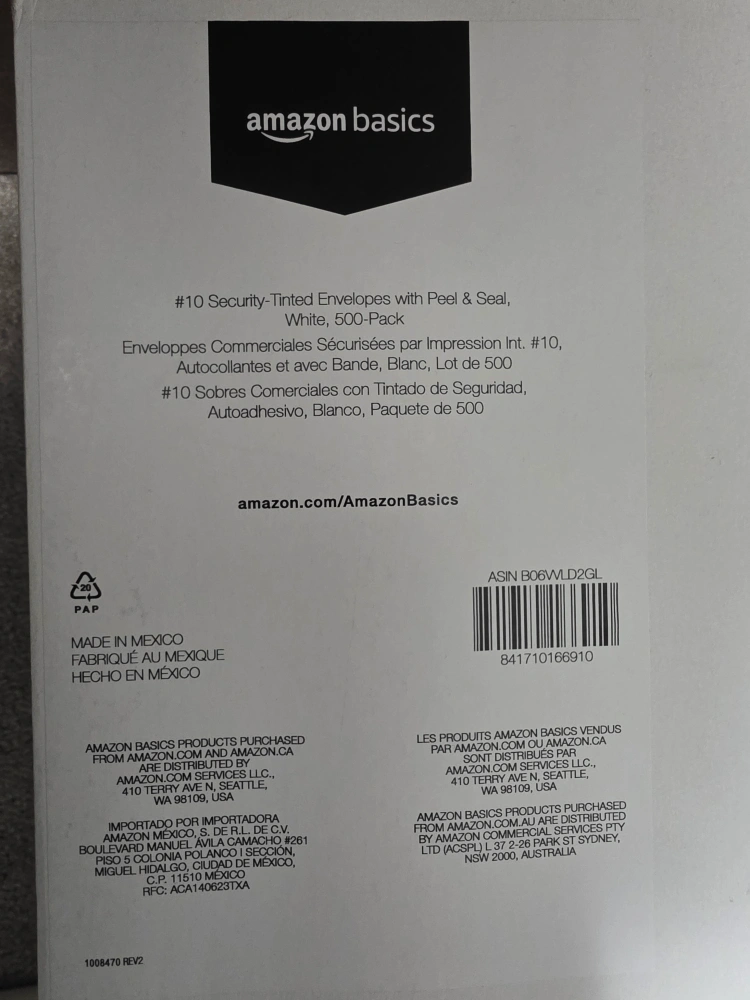 amazon basics
#10 Security-Tinted Envelopes with Peel & Seal,
White, 500-Pack
Enveloppes Commerciales Sécurisées par Impression Int. #10,
Autocollantes et avec Bande, Blanc, Lot de 500
#10 Sobres Comerciales con Tintado de Seguridad,
Autoadhesivo, Blanco, Paquete de 500
amazon.com/AmazonBasics
20
PAP
MADE IN MEXICO
FABRIQUÉ AU MEXIQUE
HECHO EN MÉXICO
ASIN B06WLD2GL
841710166910
AMAZON BASICS PRODUCTS PURCHASED
FROM AMAZON.COM AND AMAZON.CA
ARE DISTRIBUTED BY
AMAZON.COM SERVICES LLC.,
410 TERRY AVE N, SEATTLE,
WA 98109, USA
IMPORTADO POR IMPORTADORA
AMAZON MÉXICO, S. DE R.L. DE C.V.
BOULEVARD MANUEL ÁVILA CAMACHO #261
PISO 5 COLONIA POLANCO I SECCIÓN,
MIGUEL HIDALGO, CIUDAD DE MÉXICO,
C.P. 11510 MÉXICO
RFC: ACA140623TXA
LES PRODUITS AMAZON BASICS VENDUS
PAR AMAZON.COM OU AMAZON.CA
SONT DISTRIBUÉS PAR
AMAZON.COM SERVICES LLC.,
410 TERRY AVE N, SEATTLE,
WA 98109, USA
AMAZON BASICS PRODUCTS PURCHASED
FROM AMAZON.COM.AU ARE DISTRIBUTED
BY AMAZON COMMERCIAL SERVICES PTY
LTD (ACSPL) L 37 2-26 PARK ST SYDNEY,
NSW 2000, AUSTRALIA
1008470 REV2